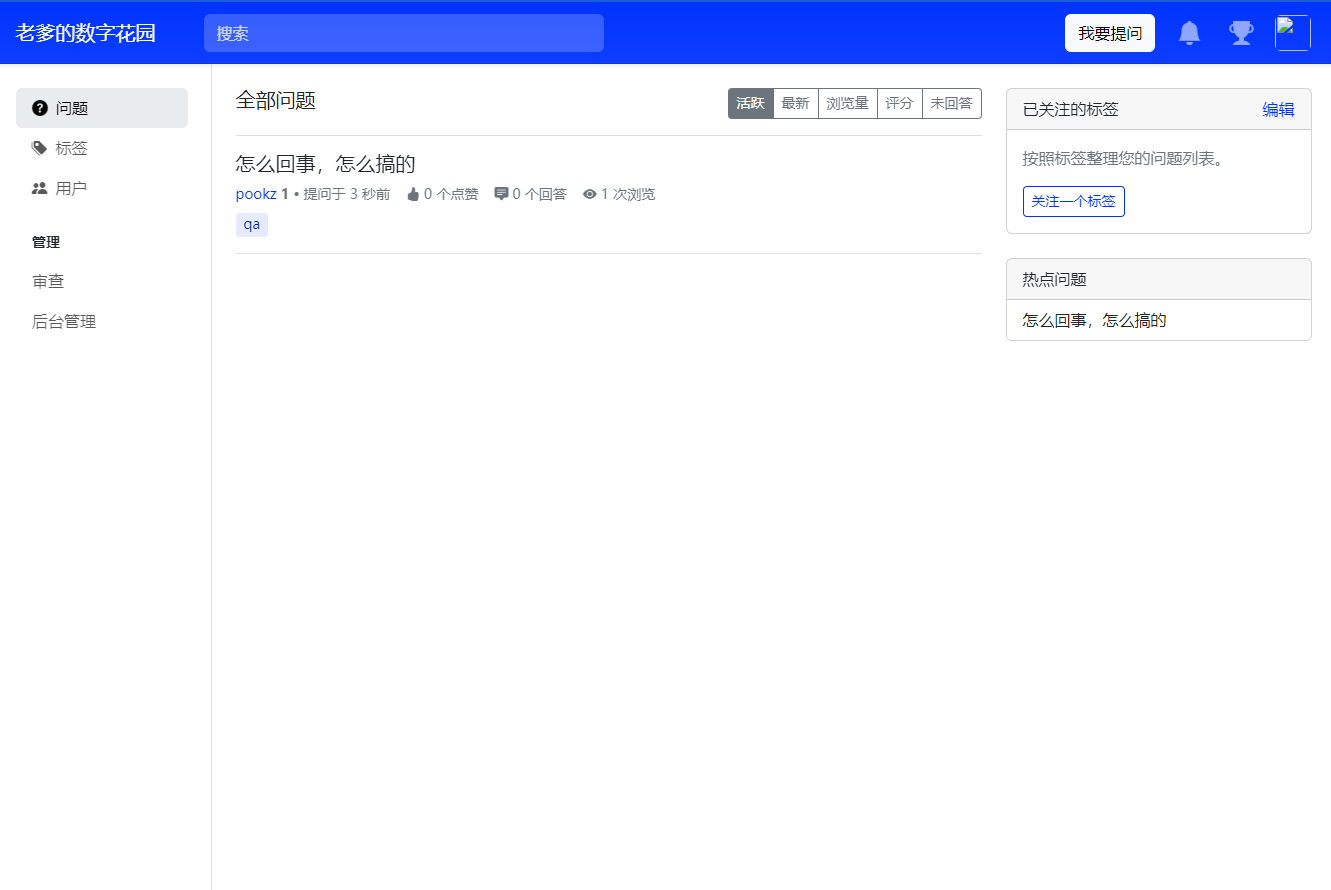 老爹的数字花园
搜索
我要提问
问题
标签
用户
管理
审查
后台管理
全部问题
活跃 最新 浏览量 评分 未回答
怎么回事，怎么搞的
pookz 1 • 提问于 3 秒前 0 个点赞 0 个回答 1 次浏览
qa
已关注的标签 编辑
按照标签整理您的问题列表。
关注一个标签
热点问题
怎么回事，怎么搞的